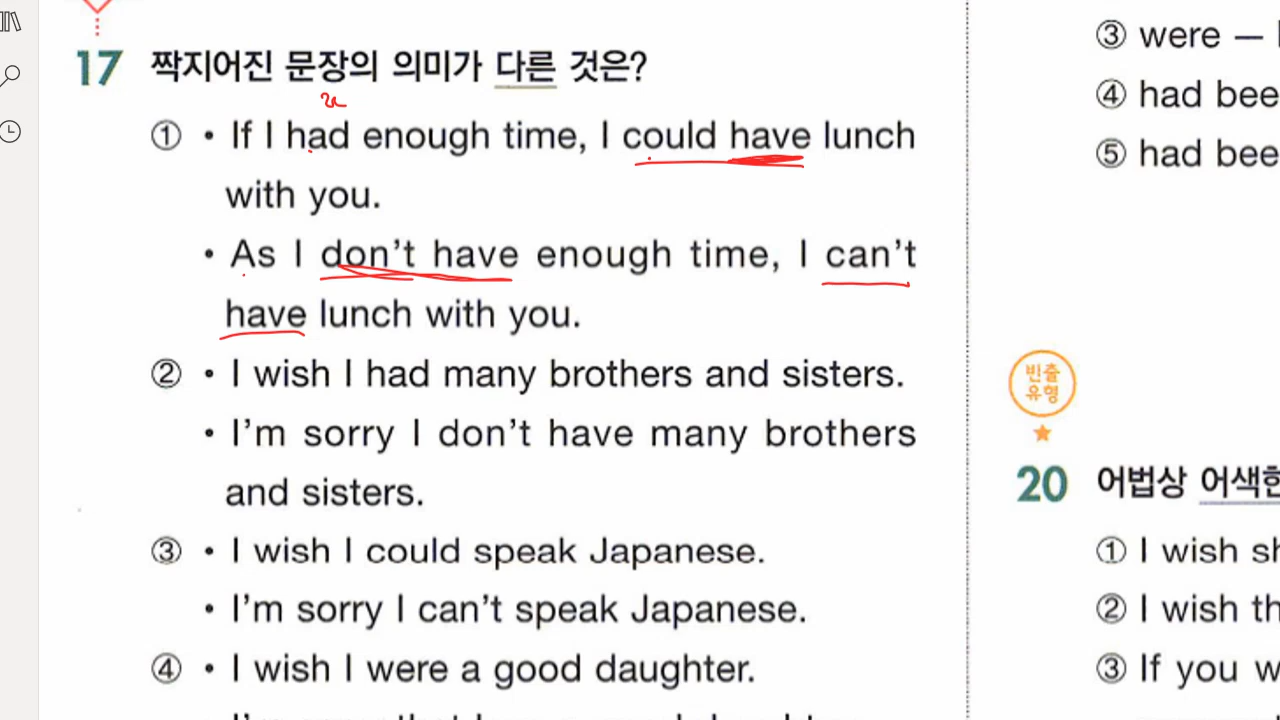 17 짝지어진 문장의 의미가 다른 것은?
① • If I had enough time, I could have lunch
with you.
• As I don't have enough time, I can't
have lunch with you.
② • I wish I had many brothers and sisters.
• I'm sorry I don't have many brothers
and sisters.
③ • I wish I could speak Japanese.
• I'm sorry I can't speak Japanese.
④ • I wish I were a good daughter.
③ were —
④ had bee
⑤ had bee
빈출
유형
20 어법상 어색한
① I wish sh
② I wish th
③ If you w